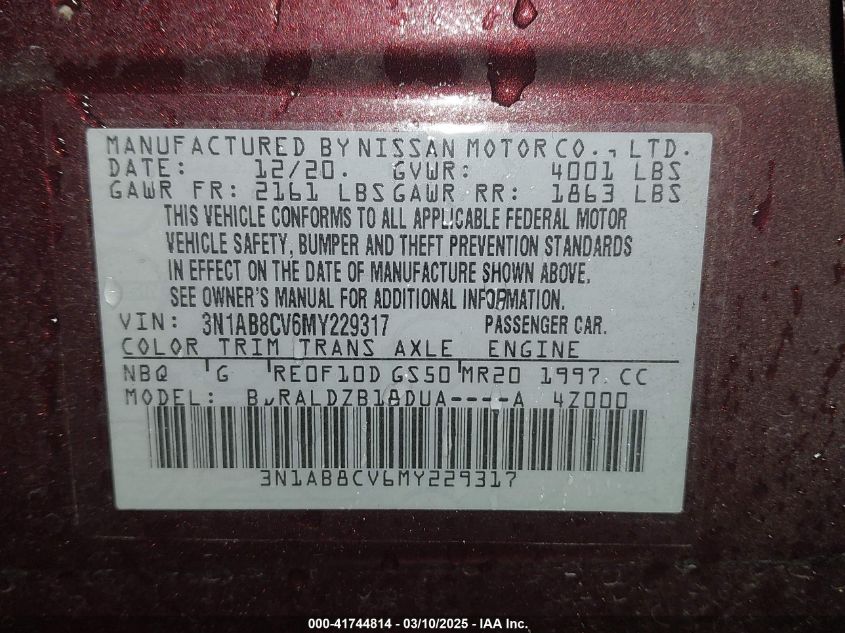 MANUFACTURED BY NISSAN MOTOR CO., LTD.
DATE: 12/20. GVWR: 4001 LBS
GAWR FR: 2161 LBS GAWR RR: 1863 LBS
THIS VEHICLE CONFORMS TO ALL APPLICABLE FEDERAL MOTOR
VEHICLE SAFETY, BUMPER AND THEFT PREVENTION STANDARDS
IN EFFECT ON THE DATE OF MANUFACTURE SHOWN ABOVE.
SEE OWNER'S MANUAL FOR ADDITIONAL INFORMATION.
VIN: 3N1AB8CV6MY229317 PASSENGER CAR.
COLOR TRIM TRANS AXLE ENGINE
NBQ G RE0F10D GS50 MR20 1997 CC
MODEL: 4Z000
3N1AB8CV6MY229317
000-41744814 - 03/10/2025 - IAA Inc.